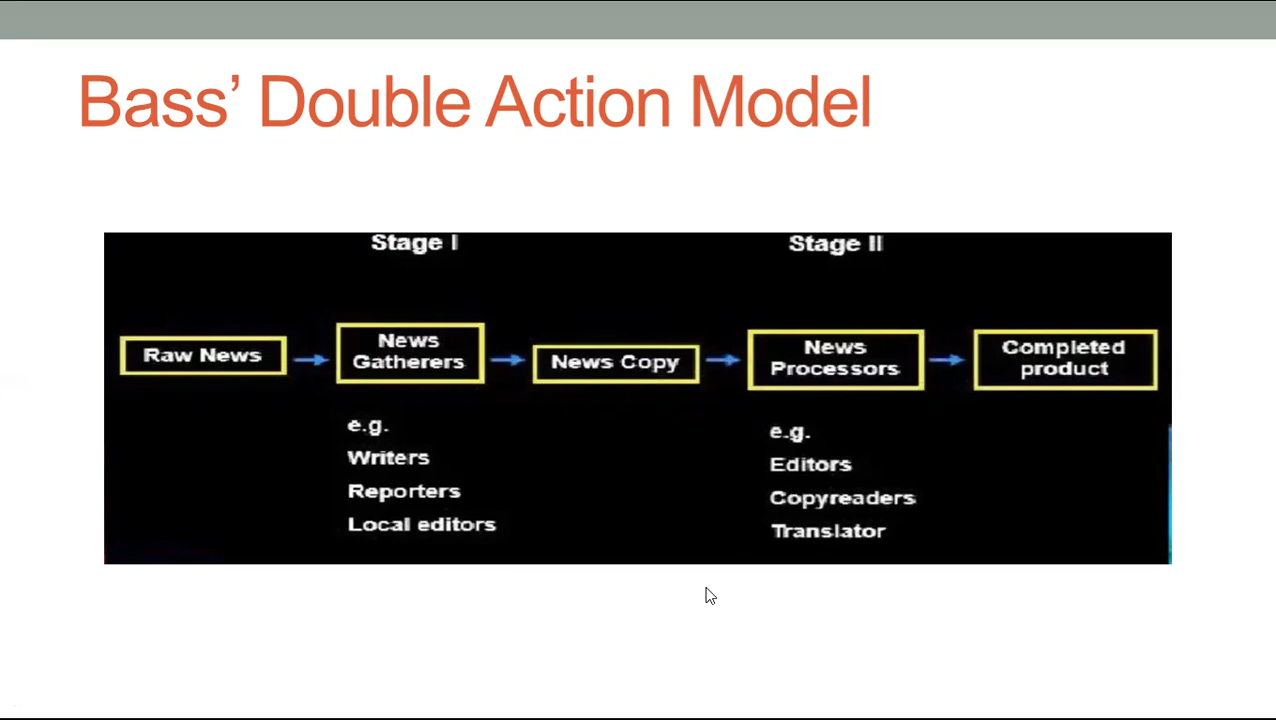 Bass’ Double Action Model
Stage I
Stage II
Raw News
News
Gatherers
News Copy
News
Processors
Completed
product
e.g.
Writers
Reporters
Local editors
e.g.
Editors
Copyreaders
Translator